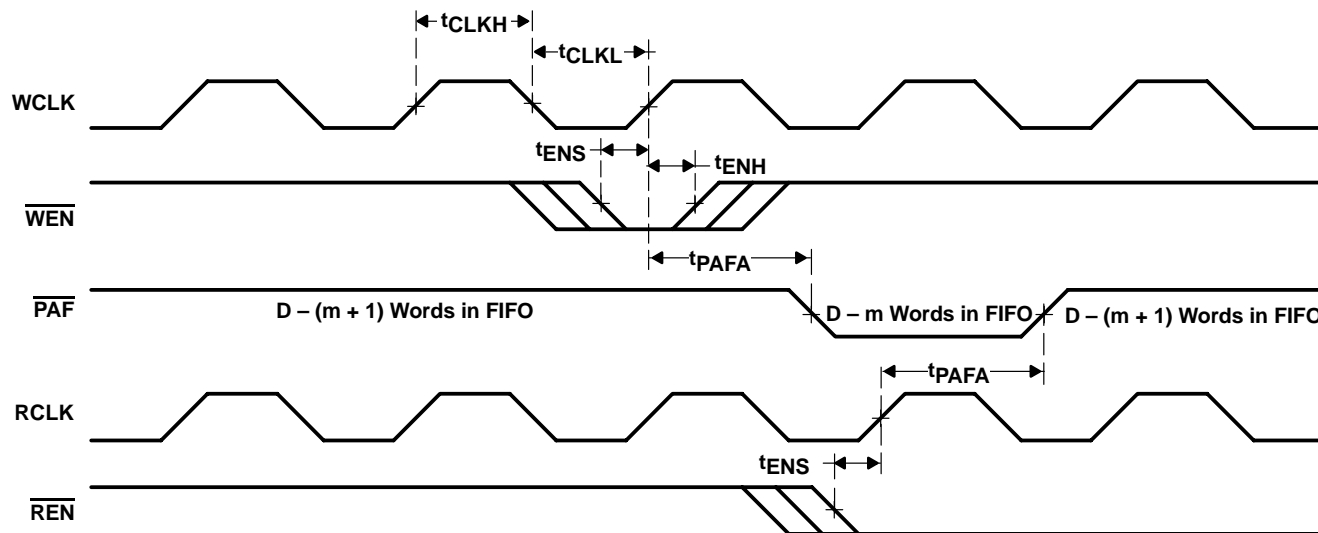 tCLKH
tCLKL
WCLK
tENS
tENH
WEN
tPAFA
PAF
D – (m + 1) Words in FIFO
D – m Words in FIFO
D – (m + 1) Words in FIFO
tPAFA
RCLK
tENS
REN